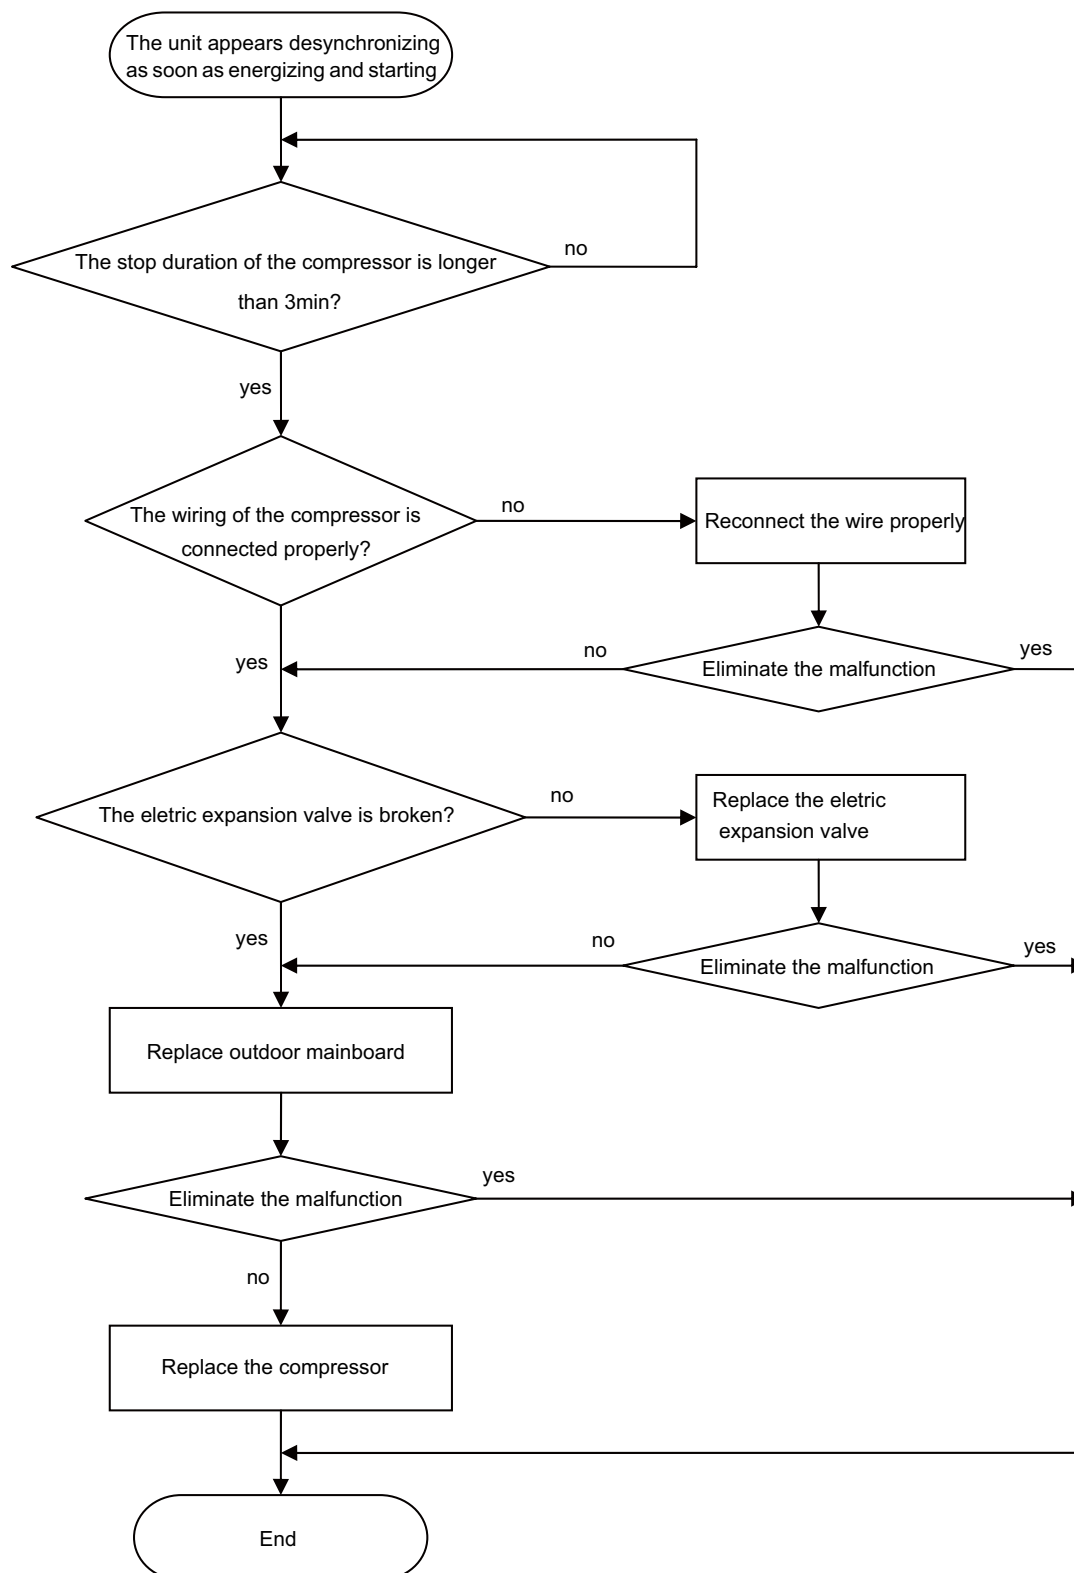 The unit appears desynchronizing
as soon as energizing and starting
no
The stop duration of the compressor is longer
than 3min?
yes
The wiring of the compressor is
connected properly?
no
Reconnect the wire properly
yes
no
Eliminate the malfunction
yes
The eletric expansion valve is broken?
no
Replace the eletric
expansion valve
yes
no
Eliminate the malfunction
yes
Replace outdoor mainboard
Eliminate the malfunction
yes
no
Replace the compressor
End